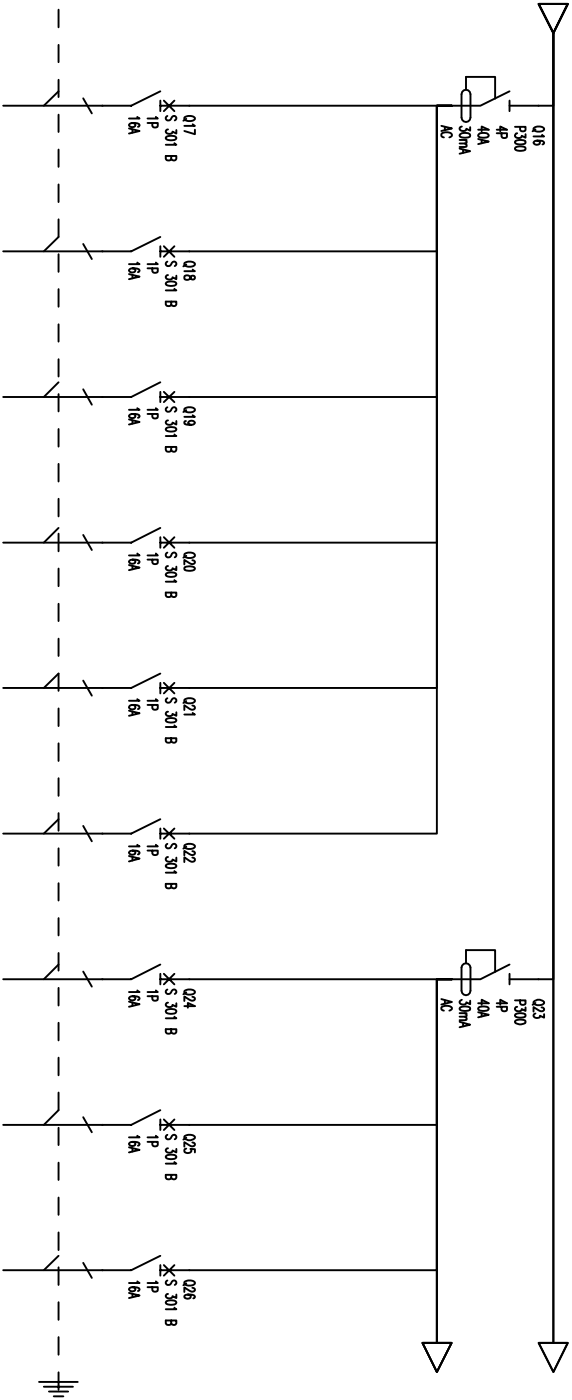 Q16
P300
4P
40A
30mA
AC
Q17
S 301 B
1P
16A
Q18
S 301 B
1P
16A
Q19
S 301 B
1P
16A
Q20
S 301 B
1P
16A
Q21
S 301 B
1P
16A
Q22
S 301 B
1P
16A
Q23
P300
4P
40A
30mA
AC
Q24
S 301 B
1P
16A
Q25
S 301 B
1P
16A
Q26
S 301 B
1P
16A